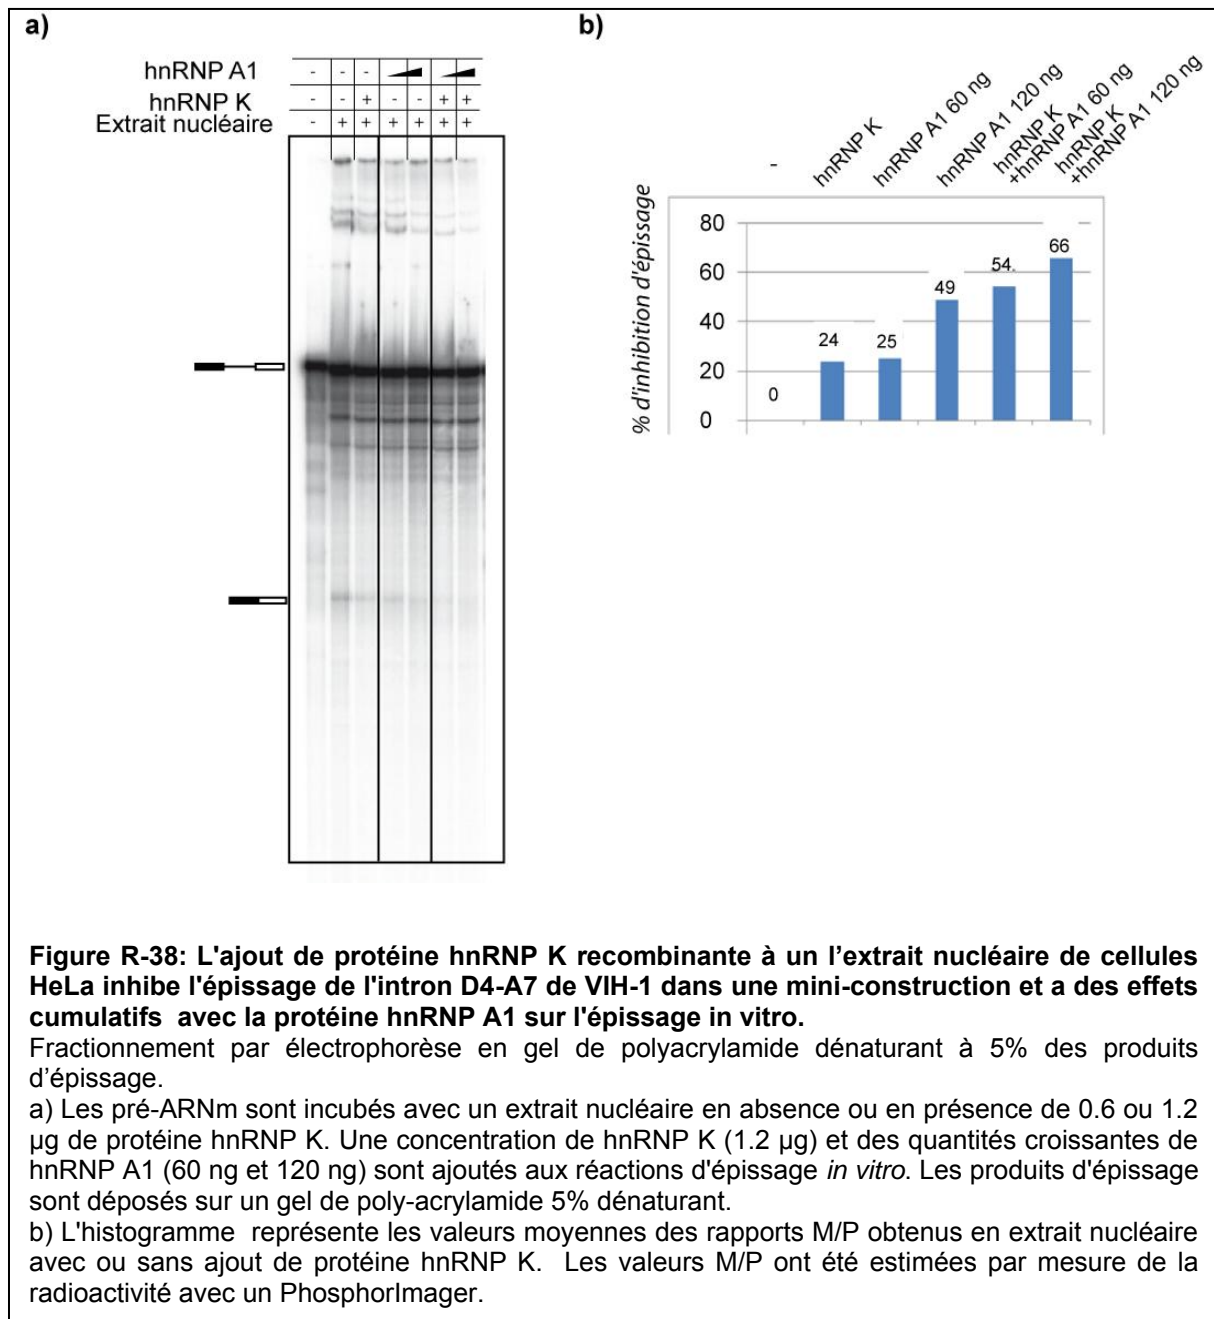 a)
hnRNP A1 - - -
hnRNP K - - + - - + +
Extrait nucléaire - + + + + + +
b)
-
hnRNP K
hnRNP A1 60 ng
hnRNP A1 120 ng
hnRNP K
+hnRNP A1 60 ng
hnRNP K
+hnRNP A1 120 ng
% d'inhibition d'épissage
80
60
40
20
0
0
24
25
49
54
66
Figure R-38: L'ajout de protéine hnRNP K recombinante à un l’extrait nucléaire de cellules
HeLa inhibe l'épissage de l'intron D4-A7 de VIH-1 dans une mini-construction et a des effets
cumulatifs avec la protéine hnRNP A1 sur l'épissage in vitro.
Fractionnement par électrophorèse en gel de polyacrylamide dénaturant à 5% des produits
d’épissage.
a) Les pré-ARNm sont incubés avec un extrait nucléaire en absence ou en présence de 0.6 ou 1.2
µg de protéine hnRNP K. Une concentration de hnRNP K (1.2 µg) et des quantités croissantes de
hnRNP A1 (60 ng et 120 ng) sont ajoutés aux réactions d'épissage in vitro. Les produits d'épissage
sont déposés sur un gel de poly-acrylamide 5% dénaturant.
b) L'histogramme représente les valeurs moyennes des rapports M/P obtenus en extrait nucléaire
avec ou sans ajout de protéine hnRNP K. Les valeurs M/P ont été estimées par mesure de la
radioactivité avec un PhosphorImager.